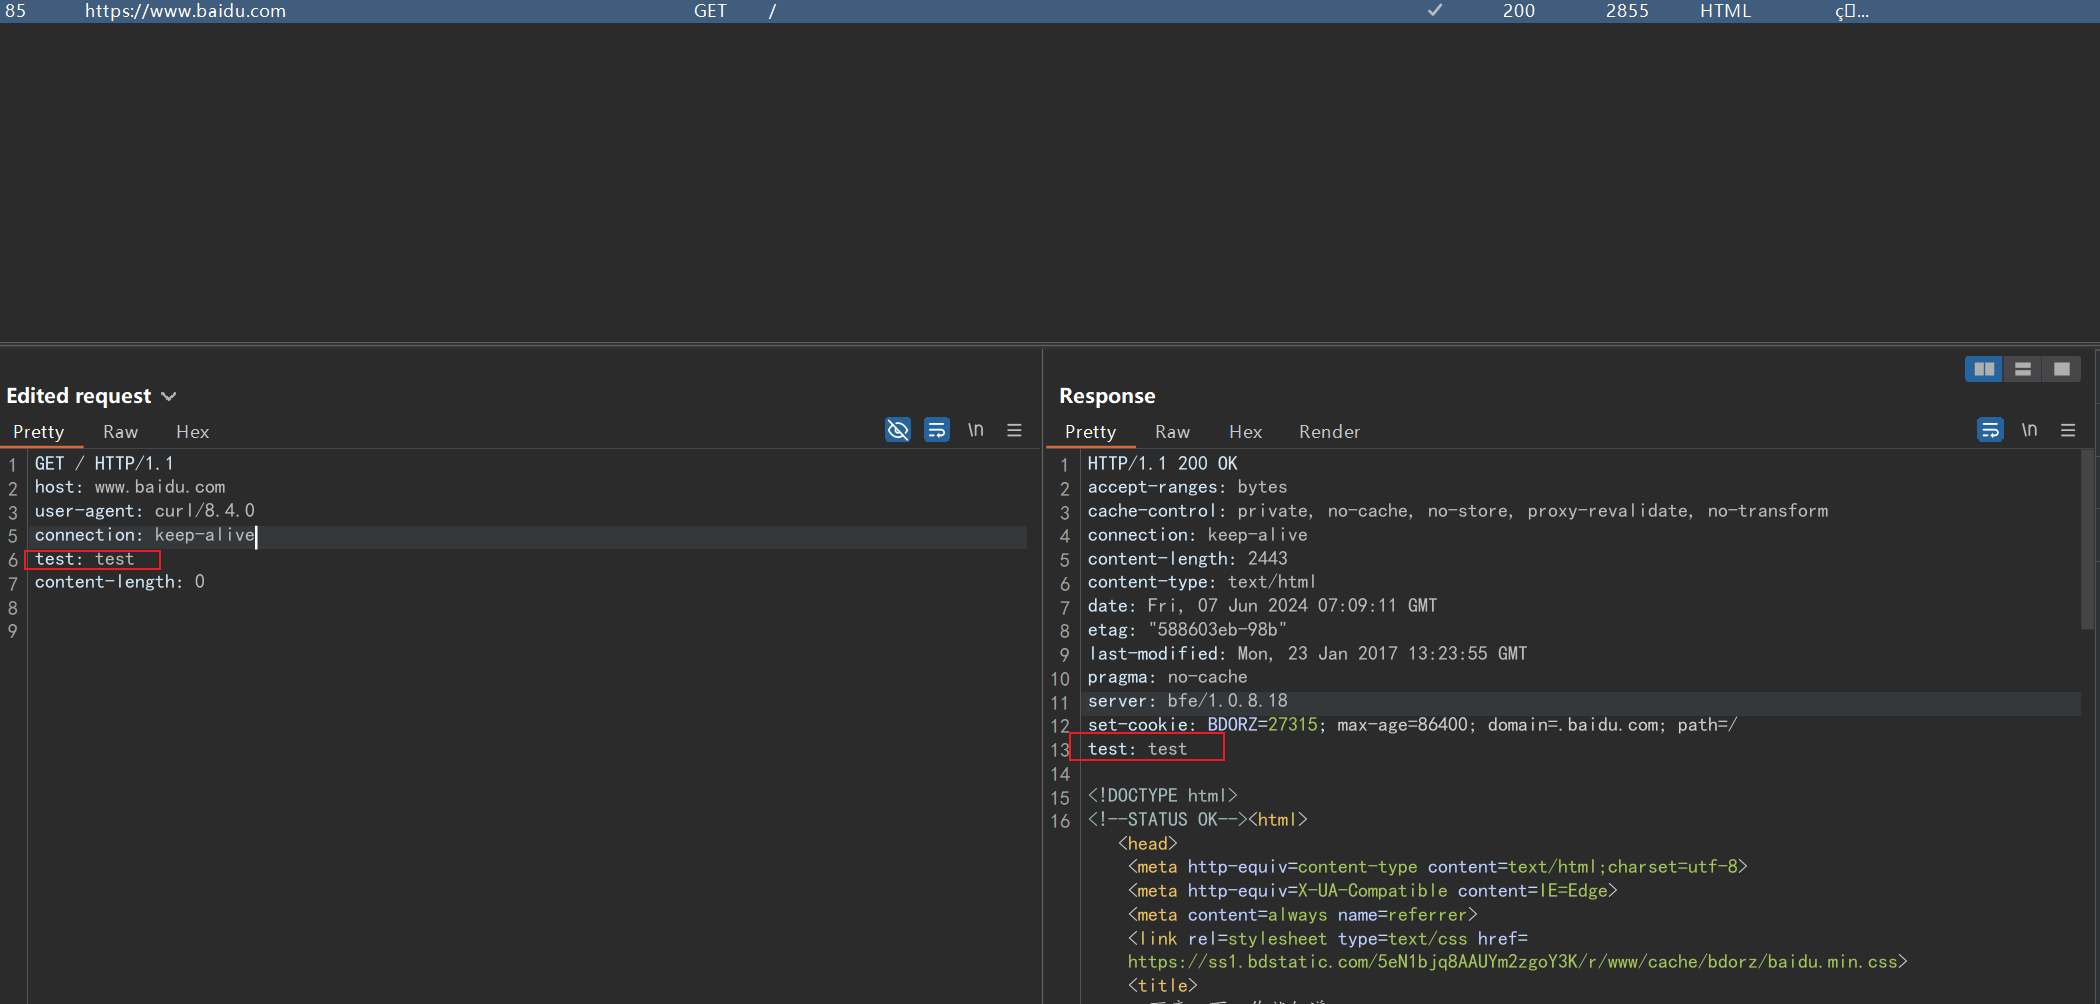 85 https://www.baidu.com GET / 200 2855 HTML ç...
Edited request
Pretty Raw Hex \n
1 GET / HTTP/1.1
2 host: www.baidu.com
3 user-agent: curl/8.4.0
5 connection: keep-alive
6 test: test
7 content-length: 0
8
9
Response
Pretty Raw Hex Render \n
1 HTTP/1.1 200 OK
2 accept-ranges: bytes
3 cache-control: private, no-cache, no-store, proxy-revalidate, no-transform
4 connection: keep-alive
5 content-length: 2443
6 content-type: text/html
7 date: Fri, 07 Jun 2024 07:09:11 GMT
8 etag: "588603eb-98b"
9 last-modified: Mon, 23 Jan 2017 13:23:55 GMT
10 pragma: no-cache
11 server: bfe/1.0.8.18
12 set-cookie: BDORZ=27315; max-age=86400; domain=.baidu.com; path=/
13 test: test
14
15 <!DOCTYPE html>
16 <!--STATUS OK--><html>
<head>
<meta http-equiv=content-type content=text/html;charset=utf-8>
<meta http-equiv=X-UA-Compatible content=IE=Edge>
<meta content=always name=referrer>
<link rel=stylesheet type=text/css href=
https://ss1.bdstatic.com/5eN1bjq8AAUYm2zgoY3K/r/www/cache/bdorz/baidu.min.css>
<title>